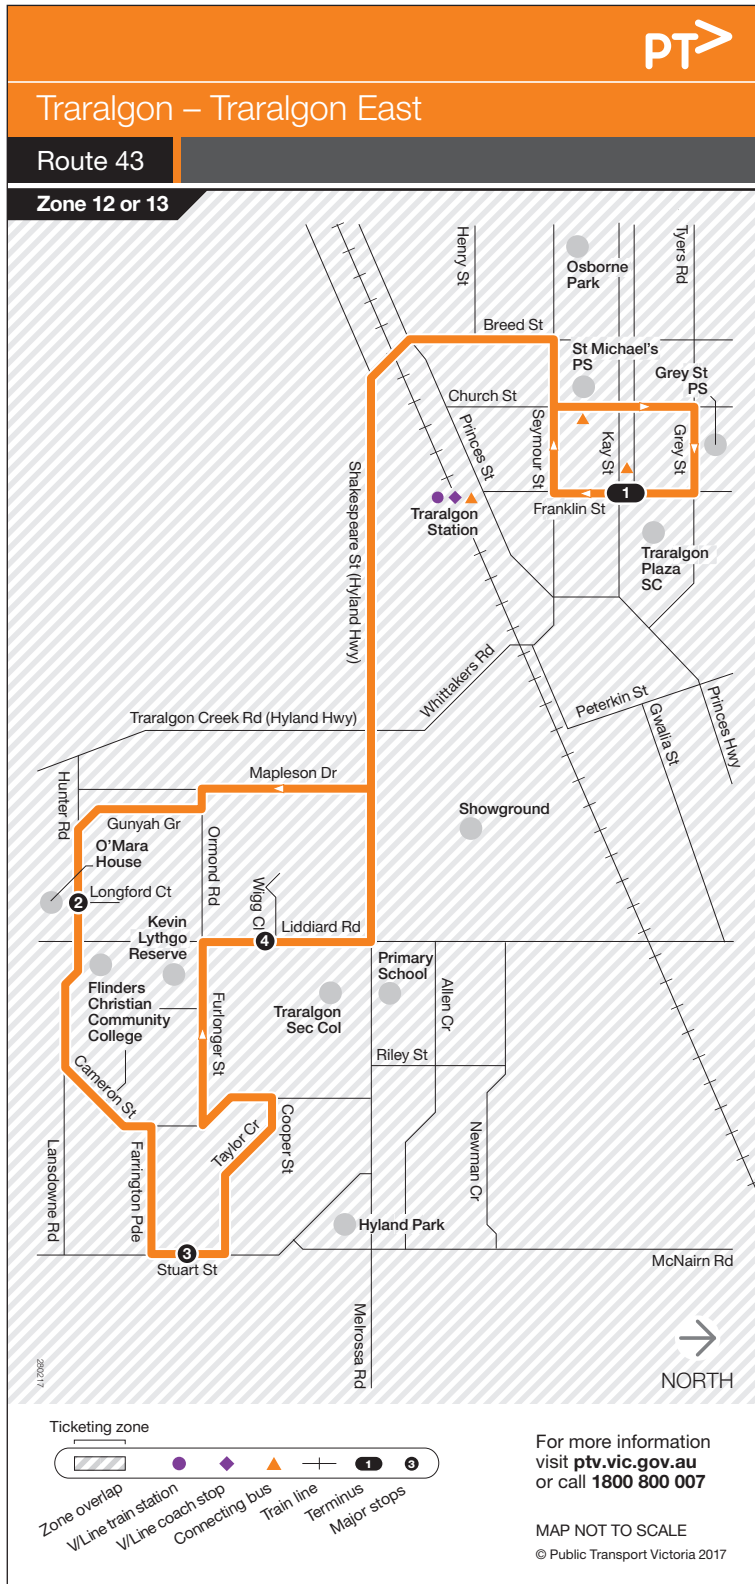 PT>
Traralgon – Traralgon East
Route 43
Zone 12 or 13
Henry St
Osborne
Park
Tyers Rd
Breed St
St Michael's
PS
Grey St
PS
Church St
Princes St
Seymour St
Kay St
Grey St
Shakespeare St (Hyland Hwy)
1
Franklin St
Traralgon
Station
Traralgon
Plaza
SC
Whittakers Rd
Peterkin St
Gwalia St
Princes Hwy
Traralgon Creek Rd (Hyland Hwy)
Hunter Rd
Mapleson Dr
Gunyah Gr
Ormond Rd
Showground
O'Mara
House
2
Longford Ct
Wigg Cl
Kevin
Lythgo
Reserve
4
Liddiard Rd
Primary
School
Flinders
Christian
Community
College
Furlonger St
Traralgon
Sec Col
Allen Cr
Riley St
Cameron St
Taylor Cr
Cooper St
Newman Cr
Lansdowne Rd
Farrington Pde
Hyland Park
3
Stuart St
McNairn Rd
Melrossa Rd
280217
NORTH
Ticketing zone
1
3
Zone overlap
V/Line train station
V/Line coach stop
Connecting bus
Train line
Terminus
Major stops
For more information
visit ptv.vic.gov.au
or call 1800 800 007
MAP NOT TO SCALE
© Public Transport Victoria 2017